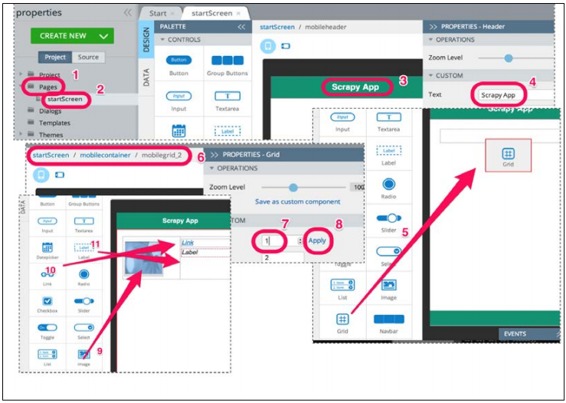 properties
Start
startScreen
CREATE NEW
Project
Source
1
Project
Pages
2
startScreen
Dialogs
Templates
Themes
DESIGN
DATA
PALETTE
CONTROLS
Button
Button
Group Buttons
Input
Input
Textarea
Label
startScreen / mobileheader
Scrapy App
3
PROPERTIES - Header
OPERATIONS
Zoom Level
CUSTOM
4
Text
Scrapy App
Input
Textarea
Label
Label
Radio
Slider
5
Toggle
Select
List
Image
Grid
Navbar
Scrapy App
Grid
EVENTS
startScreen / mobilecontainer / mobilegrid_2
6
PROPERTIES - Grid
OPERATIONS
Zoom Level
100
Save as custom component
7
8
1
Apply
2
DATA
Button
Group Buttons
Input
Input
Textarea
11
Label
Datepicker
Label
10
Link
Radio
Checkbox
Slider
Toggle
Select
9
List
Image
Scrapy App
Link
Label